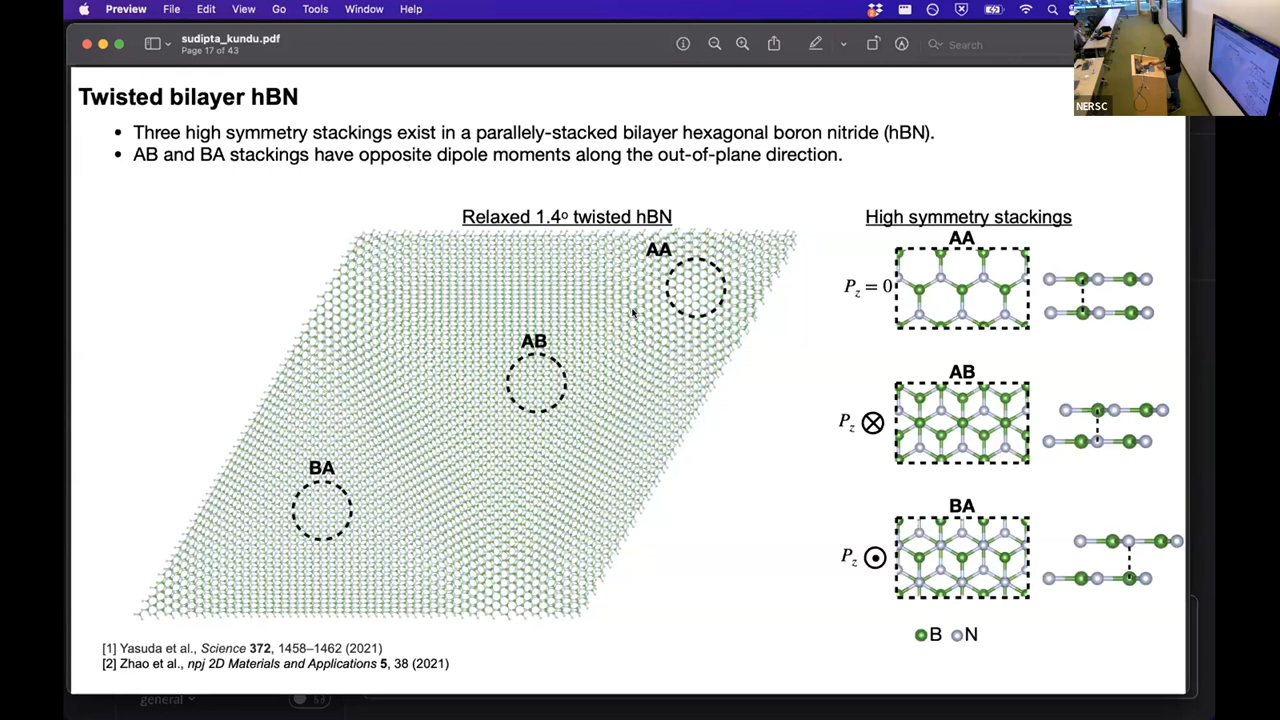 Preview File Edit View Go Tools Window Help
sudipta_kundu.pdf
Page 17 of 43
Search
NERSC
Twisted bilayer hBN
• Three high symmetry stackings exist in a parallely-stacked bilayer hexagonal boron nitride (hBN).
• AB and BA stackings have opposite dipole moments along the out-of-plane direction.
Relaxed 1.4° twisted hBN
High symmetry stackings
AA
AA
P_z = 0
AB
AB
P_z
BA
BA
P_z
B N
[1] Yasuda et al., Science 372, 1458–1462 (2021)
[2] Zhao et al., npj 2D Materials and Applications 5, 38 (2021)
general